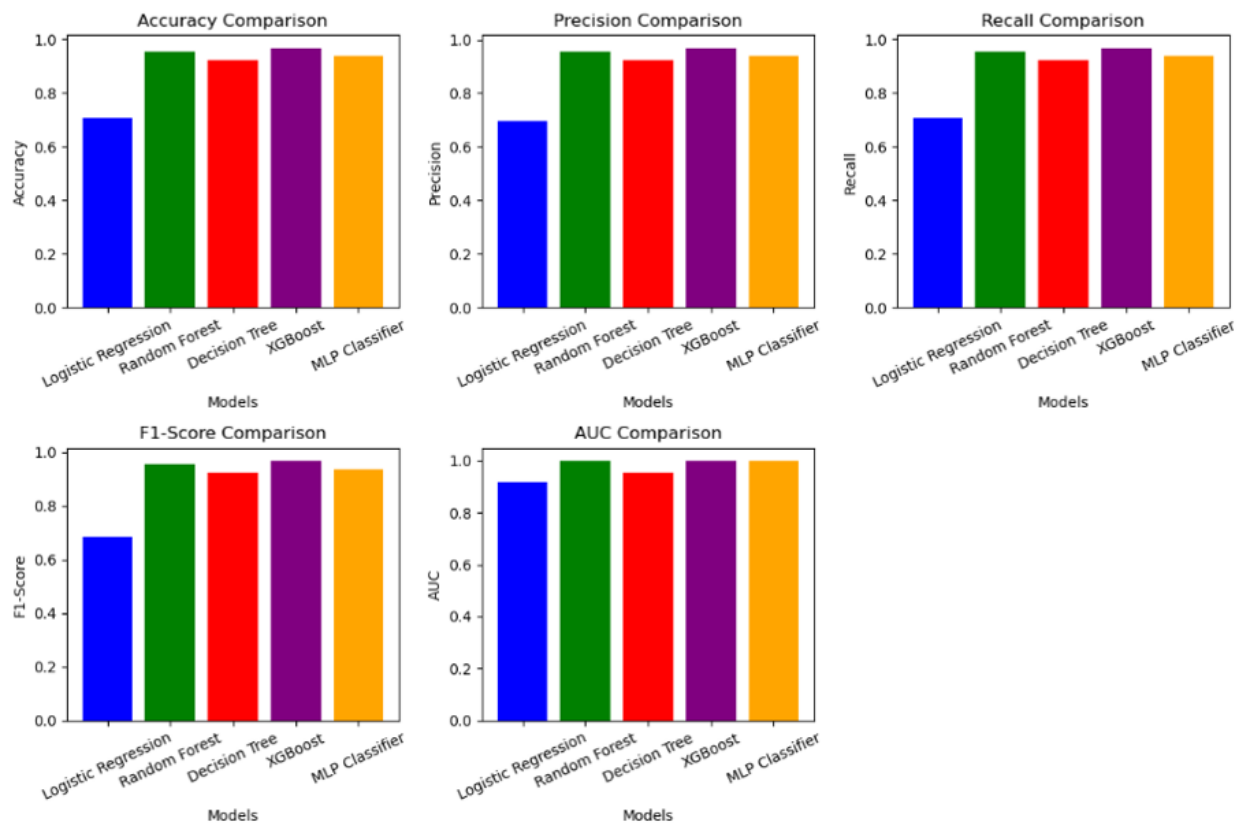 Accuracy Comparison
1.0
0.8
0.6
0.4
0.2
0.0
Accuracy
Logistic Regression
Random Forest
Decision Tree
XGBoost
MLP Classifier
Models
Precision Comparison
1.0
0.8
0.6
0.4
0.2
0.0
Precision
Logistic Regression
Random Forest
Decision Tree
XGBoost
MLP Classifier
Models
Recall Comparison
1.0
0.8
0.6
0.4
0.2
0.0
Recall
Logistic Regression
Random Forest
Decision Tree
XGBoost
MLP Classifier
Models
F1-Score Comparison
1.0
0.8
0.6
0.4
0.2
0.0
F1-Score
Logistic Regression
Random Forest
Decision Tree
XGBoost
MLP Classifier
Models
AUC Comparison
1.0
0.8
0.6
0.4
0.2
0.0
AUC
Logistic Regression
Random Forest
Decision Tree
XGBoost
MLP Classifier
Models